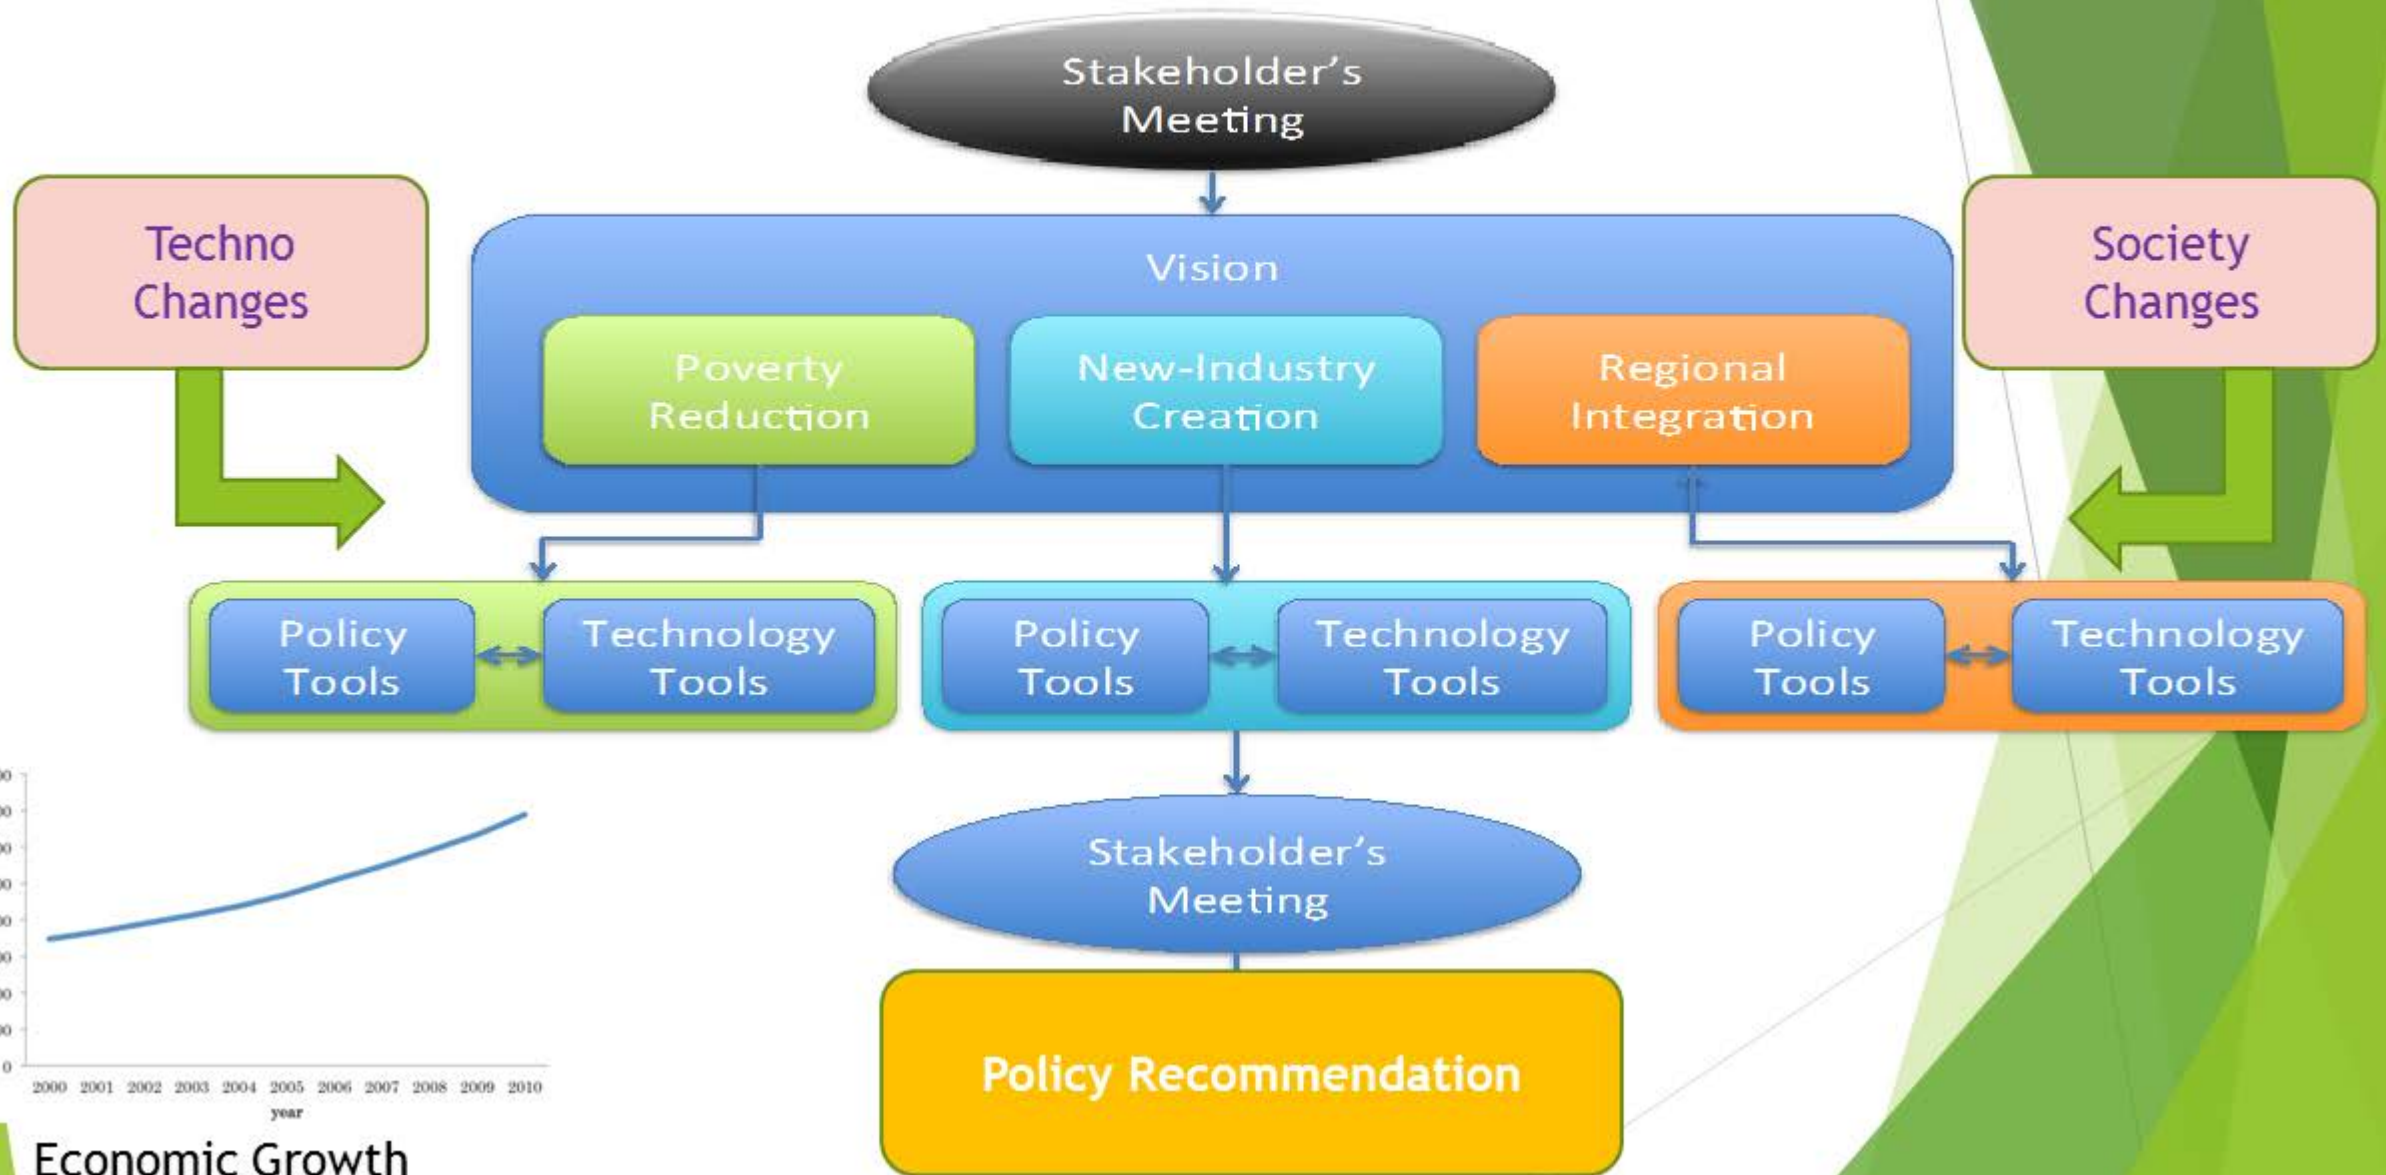 Stakeholder's
Meeting
Techno
Changes
Society
Changes
Vision
Poverty
Reduction
New-Industry
Creation
Regional
Integration
Policy
Tools
Technology
Tools
Policy
Tools
Technology
Tools
Policy
Tools
Technology
Tools
Stakeholder's
Meeting
Policy Recommendation
0
2000 2001 2002 2003 2004 2005 2006 2007 2008 2009 2010
year
Economic Growth